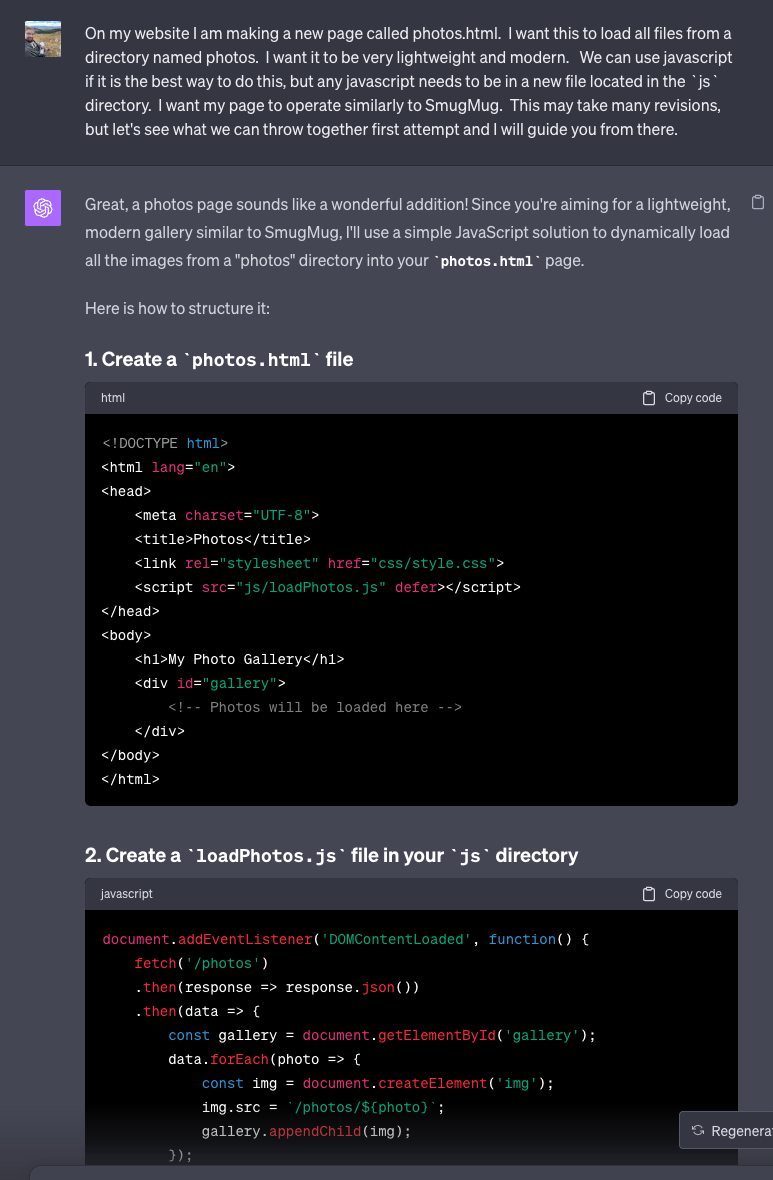 On my website I am making a new page called photos.html.  I want this to load all files from a
directory named photos.  I want it to be very lightweight and modern.   We can use javascript
if it is the best way to do this, but any javascript needs to be in a new file located in the `js`
directory.  I want my page to operate similarly to SmugMug.  This may take many revisions,
but let's see what we can throw together first attempt and I will guide you from there.
Great, a photos page sounds like a wonderful addition! Since you're aiming for a lightweight,
modern gallery similar to SmugMug, I'll use a simple JavaScript solution to dynamically load
all the images from a "photos" directory into your `photos.html` page.
Here is how to structure it:
1. Create a `photos.html` file
html
Copy code
<!DOCTYPE html>
<html lang="en">
<head>
    <meta charset="UTF-8">
    <title>Photos</title>
    <link rel="stylesheet" href="css/style.css">
    <script src="js/loadPhotos.js" defer></script>
</head>
<body>
    <h1>My Photo Gallery</h1>
    <div id="gallery">
        <!-- Photos will be loaded here -->
    </div>
</body>
</html>
2. Create a `loadPhotos.js` file in your `js` directory
javascript
Copy code
document.addEventListener('DOMContentLoaded', function() {
    fetch('/photos')
    .then(response => response.json())
    .then(data => {
        const gallery = document.getElementById('gallery');
        data.forEach(photo => {
            const img = document.createElement('img');
            img.src = `/photos/${photo}`;
            gallery.appendChild(img);
        });
Regenera